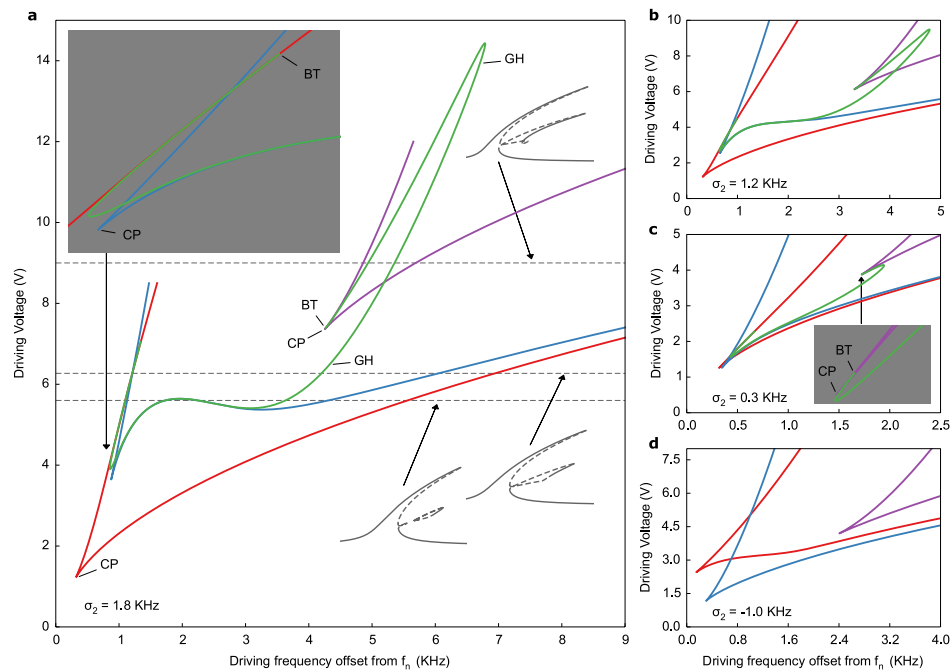 a
15
14
12
10
8
6
4
2
0
Driving Voltage (V)
BT
CP
GH
BT
CP
GH
CP
σ₂ = 1.8 KHz
0 1 2 3 4 5 6 7 8 9
Driving frequency offset from fₙ (KHz)
b
10
8
6
4
2
0
Driving Voltage (V)
σ₂ = 1.2 KHz
0 1 2 3 4 5
c
5
4
3
2
1
0
Driving Voltage (V)
BT
CP
σ₂ = 0.3 KHz
0.0 0.5 1.0 1.5 2.0 2.5
d
7.5
6.0
4.5
3.0
1.5
0.0
Driving Voltage (V)
σ₂ = -1.0 KHz
0.0 0.8 1.6 2.4 3.2 4.0
Driving frequency offset from fₙ (KHz)